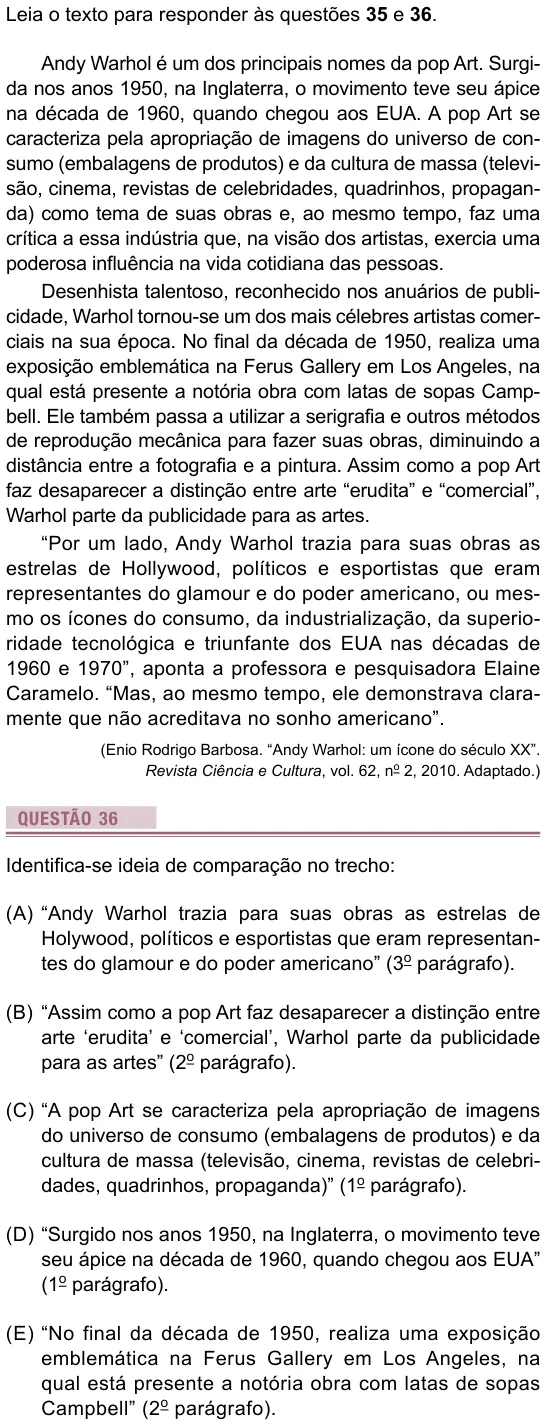 Leia o texto para responder às questões 35 e 36.
Andy Warhol é um dos principais nomes da pop Art. Surgi-
da nos anos 1950, na Inglaterra, o movimento teve seu ápice
na década de 1960, quando chegou aos EUA. A pop Art se
caracteriza pela apropriação de imagens do universo de con-
sumo (embalagens de produtos) e da cultura de massa (televi-
são, cinema, revistas de celebridades, quadrinhos, propagan-
da) como tema de suas obras e, ao mesmo tempo, faz uma
crítica a essa indústria que, na visão dos artistas, exercia uma
poderosa influência na vida cotidiana das pessoas.
Desenhista talentoso, reconhecido nos anuários de publi-
cidade, Warhol tornou-se um dos mais célebres artistas comer-
ciais na sua época. No final da década de 1950, realiza uma
exposição emblemática na Ferus Gallery em Los Angeles, na
qual está presente a notória obra com latas de sopas Camp-
bell. Ele também passa a utilizar a serigrafia e outros métodos
de reprodução mecânica para fazer suas obras, diminuindo a
distância entre a fotografia e a pintura. Assim como a pop Art
faz desaparecer a distinção entre arte “erudita” e “comercial”,
Warhol parte da publicidade para as artes.
“Por um lado, Andy Warhol trazia para suas obras as
estrelas de Hollywood, políticos e esportistas que eram
representantes do glamour e do poder americano, ou mes-
mo os ícones do consumo, da industrialização, da superio-
ridade tecnológica e triunfante dos EUA nas décadas de
1960 e 1970”, aponta a professora e pesquisadora Elaine
Caramelo. “Mas, ao mesmo tempo, ele demonstrava clara-
mente que não acreditava no sonho americano”.
(Enio Rodrigo Barbosa. “Andy Warhol: um ícone do século XX”.
Revista Ciência e Cultura, vol. 62, nº 2, 2010. Adaptado.)
QUESTÃO 36
Identifica-se ideia de comparação no trecho:
(A) “Andy Warhol trazia para suas obras as estrelas de
Holywood, políticos e esportistas que eram representan-
tes do glamour e do poder americano” (3º parágrafo).
(B) “Assim como a pop Art faz desaparecer a distinção entre
arte ‘erudita’ e ‘comercial’, Warhol parte da publicidade
para as artes” (2º parágrafo).
(C) “A pop Art se caracteriza pela apropriação de imagens
do universo de consumo (embalagens de produtos) e da
cultura de massa (televisão, cinema, revistas de celebri-
dades, quadrinhos, propaganda)” (1º parágrafo).
(D) “Surgido nos anos 1950, na Inglaterra, o movimento teve
seu ápice na década de 1960, quando chegou aos EUA”
(1º parágrafo).
(E) “No final da década de 1950, realiza uma exposição
emblemática na Ferus Gallery em Los Angeles, na
qual está presente a notória obra com latas de sopas
Campbell” (2º parágrafo).